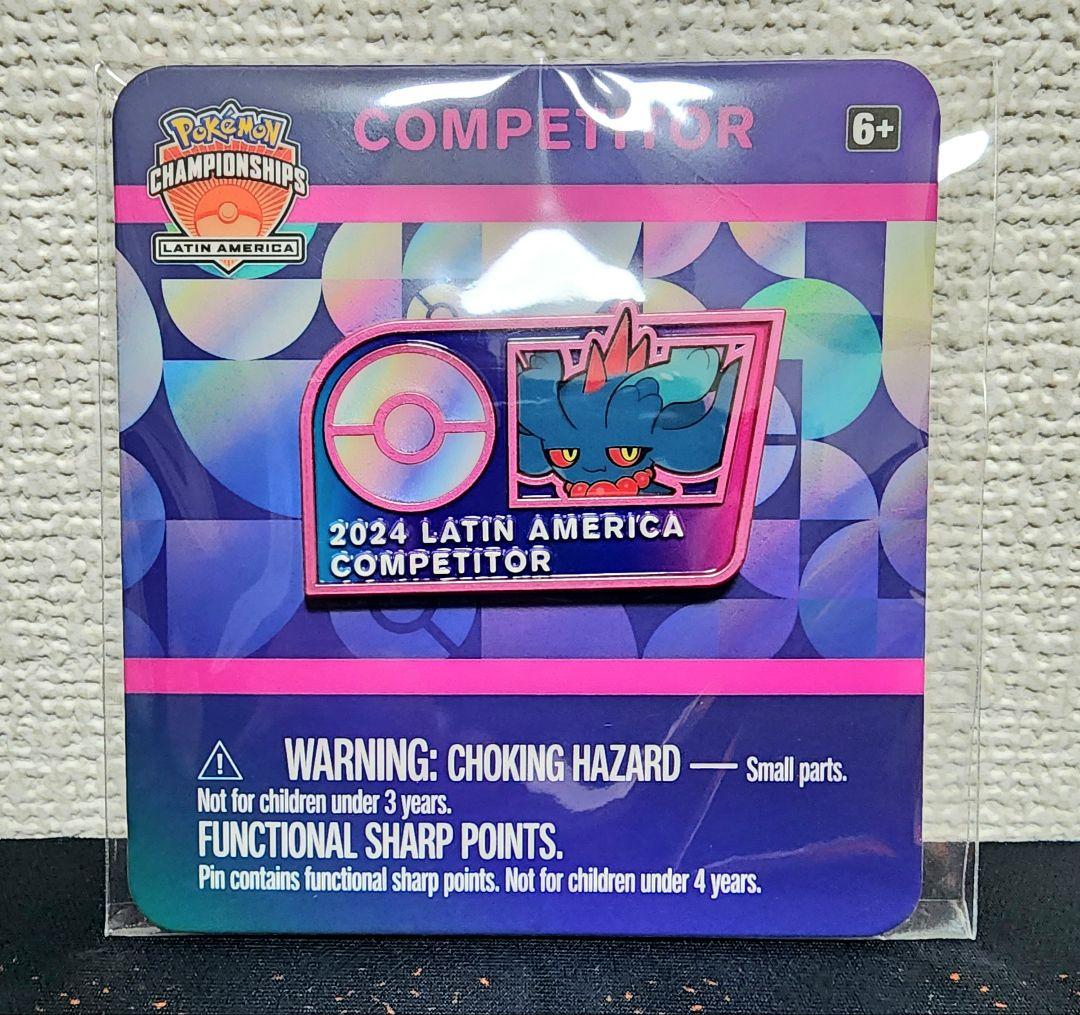 POKéMON
CHAMPIONSHIPS
LATIN AMERICA
COMPETITOR
6+
2024 LATIN AMERICA
COMPETITOR
WARNING: CHOKING HAZARD — Small parts.
Not for children under 3 years.
FUNCTIONAL SHARP POINTS.
Pin contains functional sharp points. Not for children under 4 years.